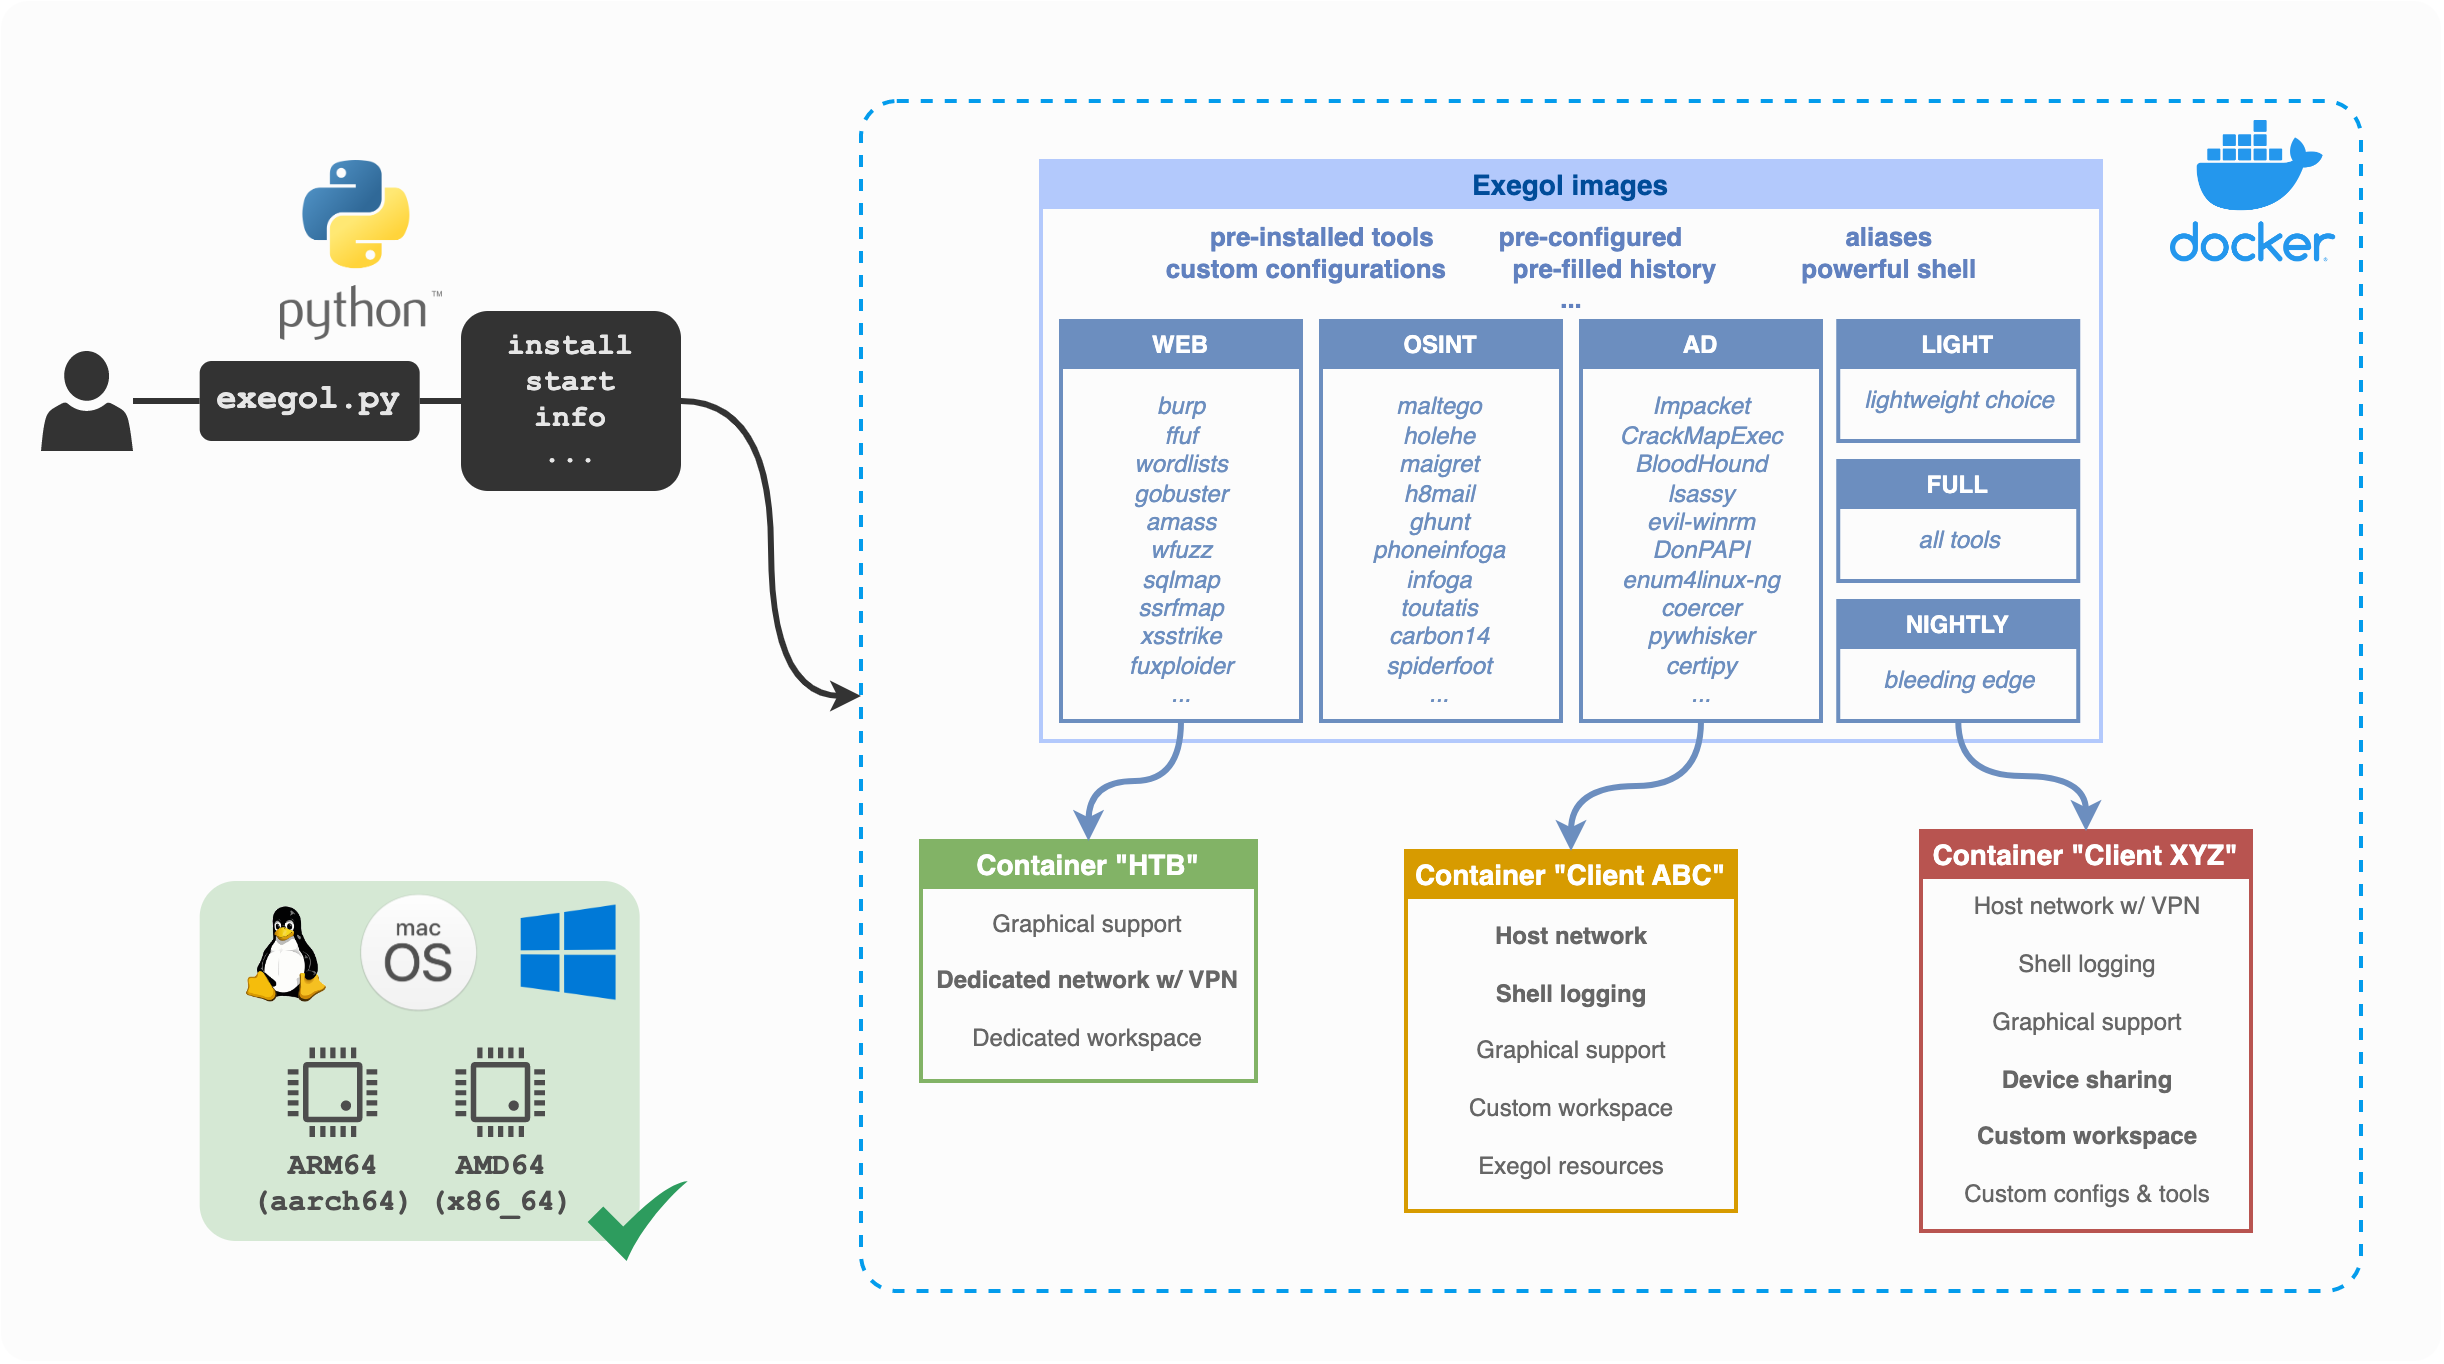 python™
exegol.py
install
start
info
...
mac
OS
ARM64
(aarch64)
AMD64
(x86_64)
docker
Exegol images
pre-installed tools
pre-configured
aliases
custom configurations
pre-filled history
powerful shell
...
WEB
burp
ffuf
wordlists
gobuster
amass
wfuzz
sqlmap
ssrfmap
xsstrike
fuxploider
...
OSINT
maltego
holehe
maigret
h8mail
ghunt
phoneinfoga
infoga
toutatis
carbon14
spiderfoot
...
AD
Impacket
CrackMapExec
BloodHound
lsassy
evil-winrm
DonPAPI
enum4linux-ng
coercer
pywhisker
certipy
...
LIGHT
lightweight choice
FULL
all tools
NIGHTLY
bleeding edge
Container "HTB"
Graphical support
Dedicated network w/ VPN
Dedicated workspace
Container "Client ABC"
Host network
Shell logging
Graphical support
Custom workspace
Exegol resources
Container "Client XYZ"
Host network w/ VPN
Shell logging
Graphical support
Device sharing
Custom workspace
Custom configs & tools